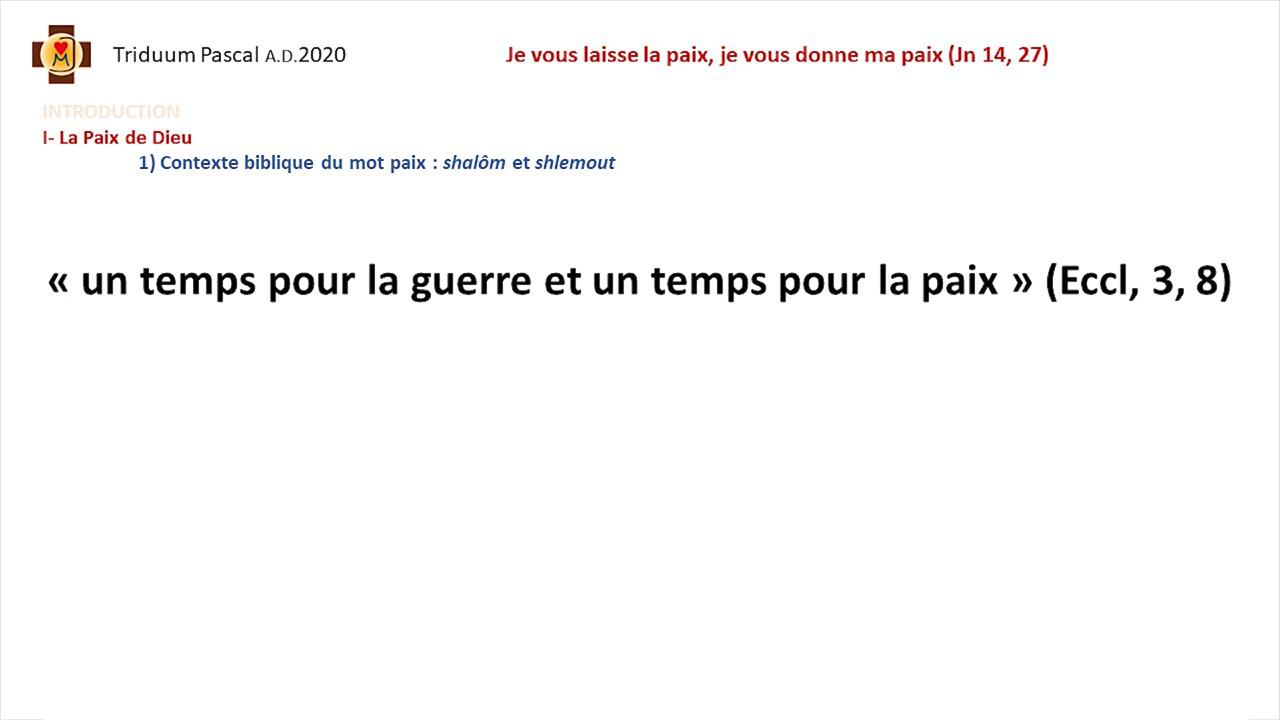 Triduum Pascal A.D.2020
Je vous laisse la paix, je vous donne ma paix (Jn 14, 27)
INTRODUCTION
I- La Paix de Dieu
1) Contexte biblique du mot paix : shalôm et shlemout
« un temps pour la guerre et un temps pour la paix » (Eccl, 3, 8)